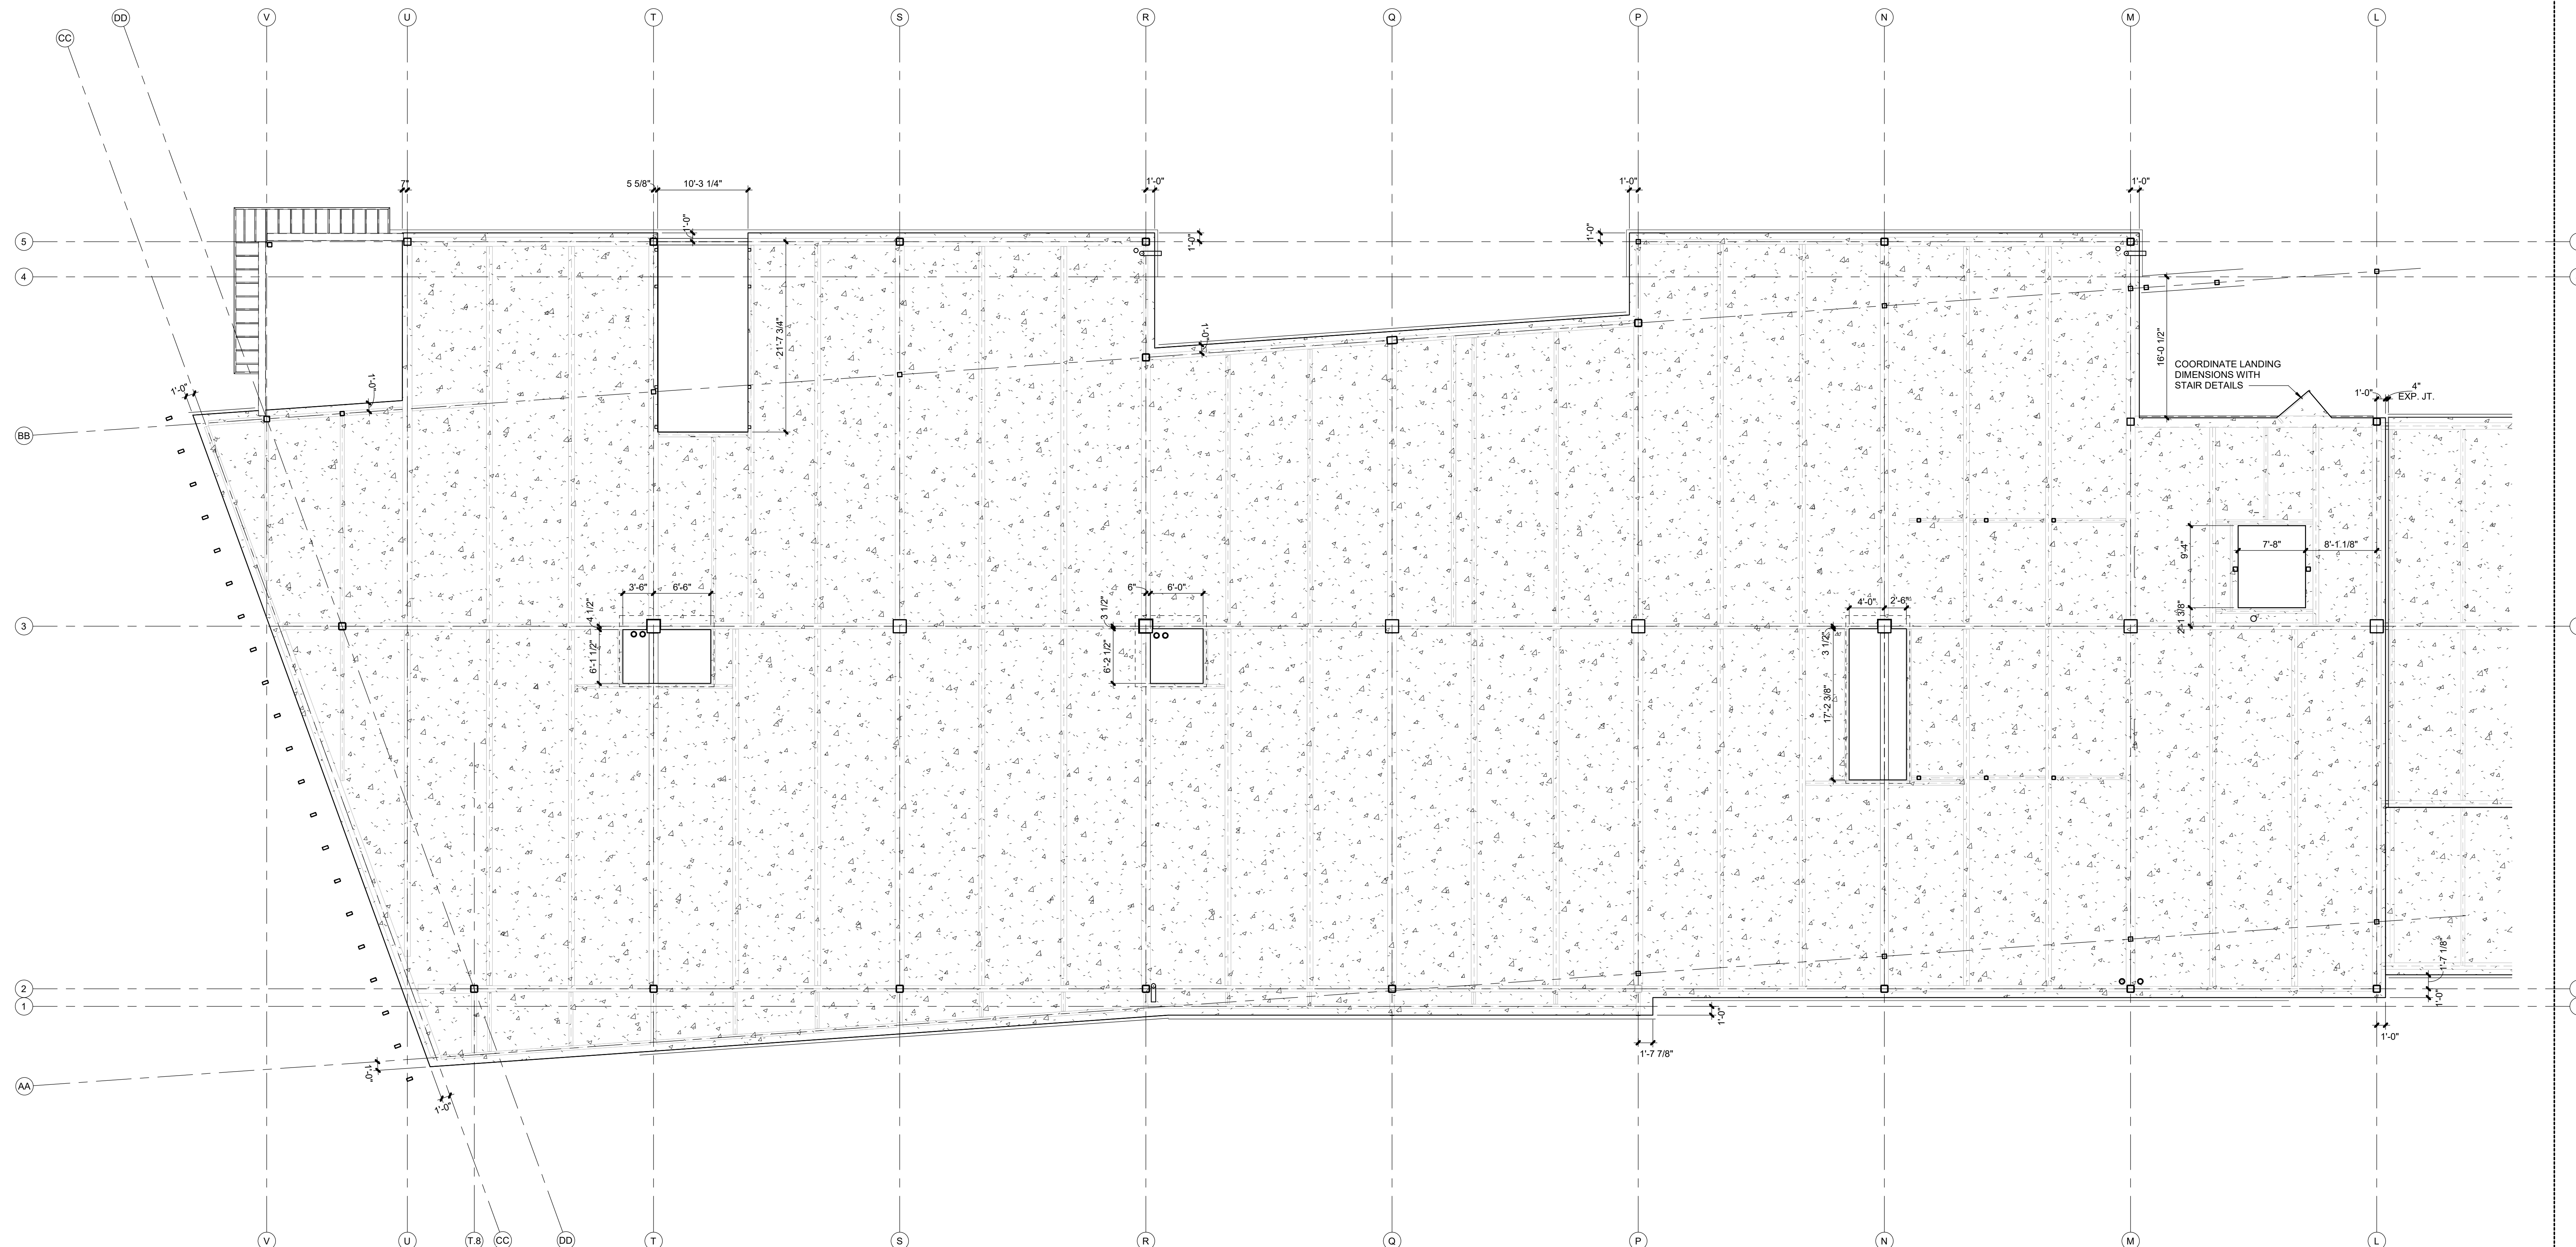 DD
CC
V
U
T
S
R
Q
P
N
M
L
7"
5 5/8"
10'-3 1/4"
1'-0"
1'-0"
1'-0"
1'-0"
1'-0"
1'-0"
5
4
21'-7 3/4"
1'-0"
16'-0 1/2"
COORDINATE LANDING
DIMENSIONS WITH
STAIR DETAILS
1'-0"
1'-0"
1'-0"
4"
EXP. JT.
BB
9'-4"
7'-8"
8'-1 1/8"
3'-6"
6'-6"
6"
6'-0"
4'-0"
2'-6"
4 1/2"
3 1/2"
3 1/2"
2'-1 3/8"
3
6'-1 1/2"
6'-2 1/2"
17'-2 3/8"
1'-7 1/8"
2
1
1'-0"
1'-0"
1'-0"
1'-7 7/8"
1'-0"
AA
1'-0"
1'-0"
V
U
T.8
CC
DD
T
S
R
Q
P
N
M
L